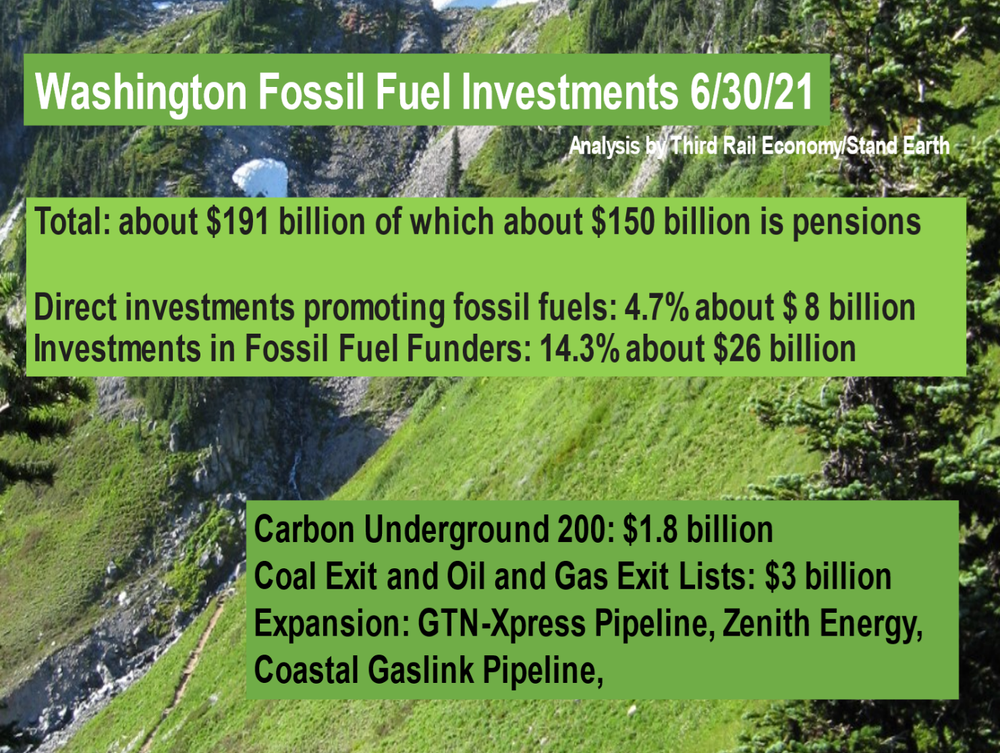 Washington Fossil Fuel Investments 6/30/21
Analysis by Third Rail Economy/Stand Earth
Total: about $191 billion of which about $150 billion is pensions
Direct investments promoting fossil fuels: 4.7% about $ 8 billion
Investments in Fossil Fuel Funders: 14.3% about $26 billion
Carbon Underground 200: $1.8 billion
Coal Exit and Oil and Gas Exit Lists: $3 billion
Expansion: GTN-Xpress Pipeline, Zenith Energy,
Coastal Gaslink Pipeline,